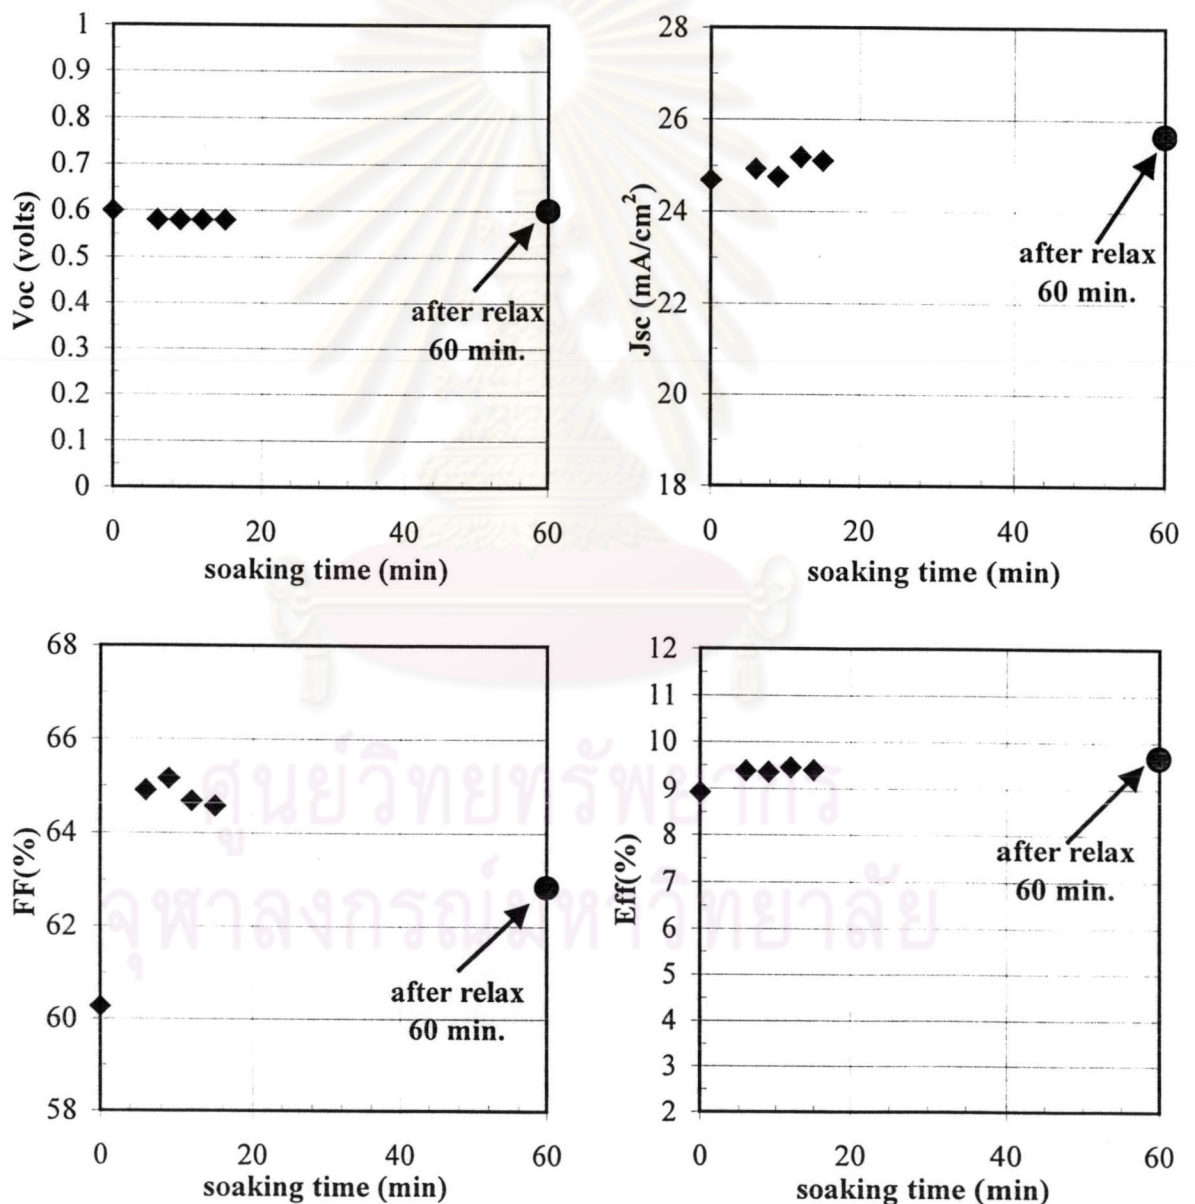 1
0.9
0.8
0.7
0.6
0.5
0.4
0.3
0.2
0.1
0
Voc (volts)
after relax
60 min.
0 20 40 60
soaking time (min)
28
26
24
22
20
18
Jsc (mA/cm²)
after relax
60 min.
0 20 40 60
soaking time (min)
68
66
64
62
60
58
FF(%)
after relax
60 min.
0 20 40 60
soaking time (min)
12
11
10
9
8
7
6
5
4
3
2
Eff(%)
after relax
60 min.
0 20 40 60
soaking time (min)
ศูนย์วิทยทรัพยากร
จุฬาลงกรณ์มหาวิทยาลัย